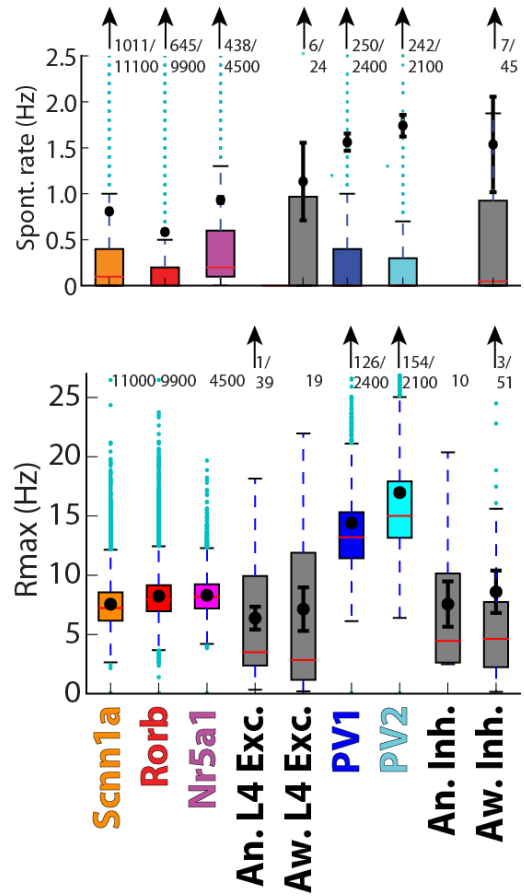 1011/ 645/ 438/ 6/ 250/ 242/ 7/
11100 9900 4500 24 2400 2100 45
2.5
2.0
1.5
1.0
0.5
0
Spont. rate (Hz)
1/ 126/ 154/ 3/
11000 9900 4500 39 19 2400 2100 10 51
25
20
15
10
5
0
Rmax (Hz)
Scnn1a
Rorb
Nr5a1
An. L4 Exc.
Aw. L4 Exc.
PV1
PV2
An. Inh.
Aw. Inh.